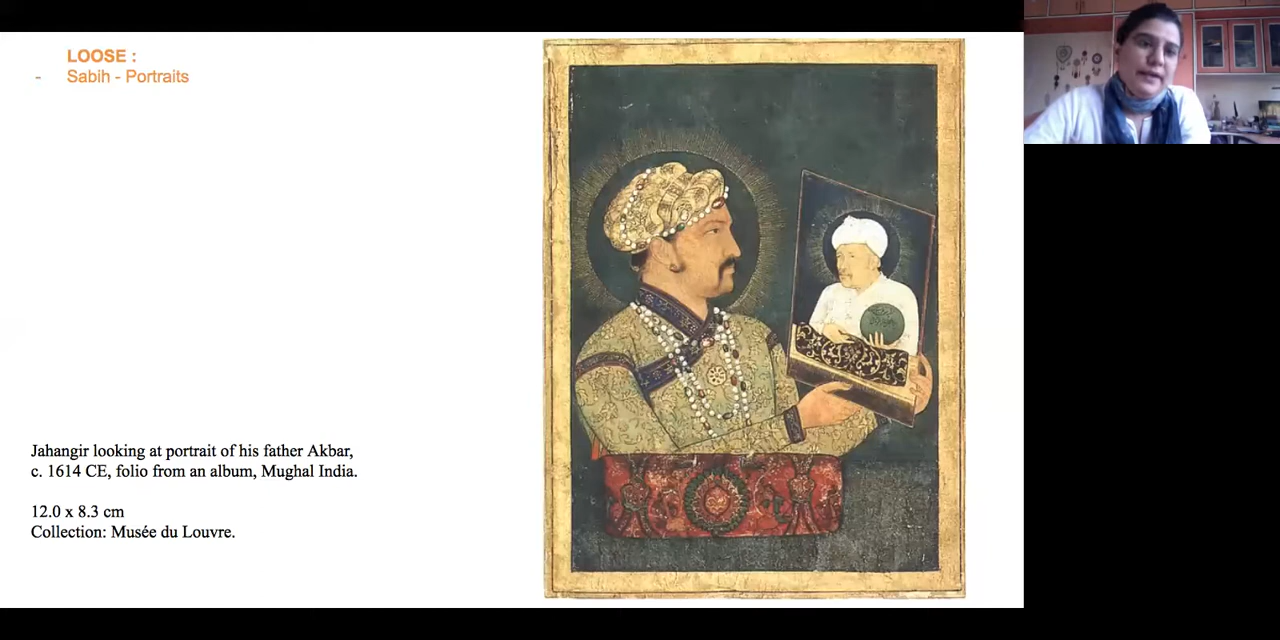 LOOSE :
- Sabih - Portraits
Jahangir looking at portrait of his father Akbar,
c. 1614 CE, folio from an album, Mughal India.
12.0 x 8.3 cm
Collection: Musée du Louvre.